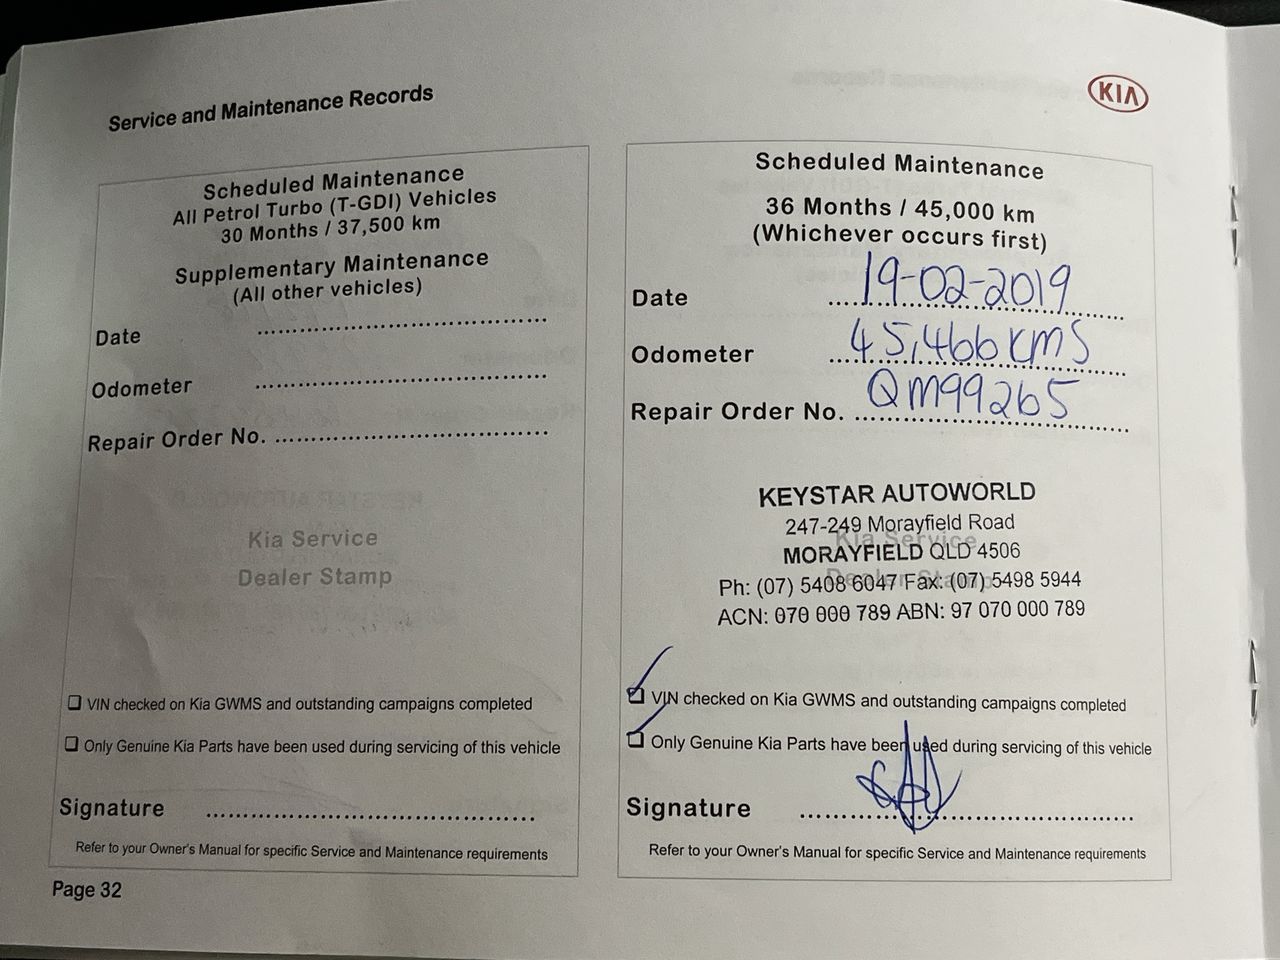 Service and Maintenance Records
KIA
Scheduled Maintenance
All Petrol Turbo (T-GDI) Vehicles
30 Months / 37,500 km
Supplementary Maintenance
(All other vehicles)
Date
Odometer
Repair Order No.
Kia Service
Dealer Stamp
VIN checked on Kia GWMS and outstanding campaigns completed
Only Genuine Kia Parts have been used during servicing of this vehicle
Signature
Refer to your Owner's Manual for specific Service and Maintenance requirements
Page 32
Scheduled Maintenance
36 Months / 45,000 km
(Whichever occurs first)
Date 19-02-2019
Odometer 45,466 kms
Repair Order No. QM99265
KEYSTAR AUTOWORLD
247-249 Morayfield Road
Kia Service
MORAYFIELD QLD 4506
Dealer Stamp
Ph: (07) 5408 6047 Fax: (07) 5498 5944
ACN: 070 000 789 ABN: 97 070 000 789
VIN checked on Kia GWMS and outstanding campaigns completed
Only Genuine Kia Parts have been used during servicing of this vehicle
Signature
Refer to your Owner's Manual for specific Service and Maintenance requirements